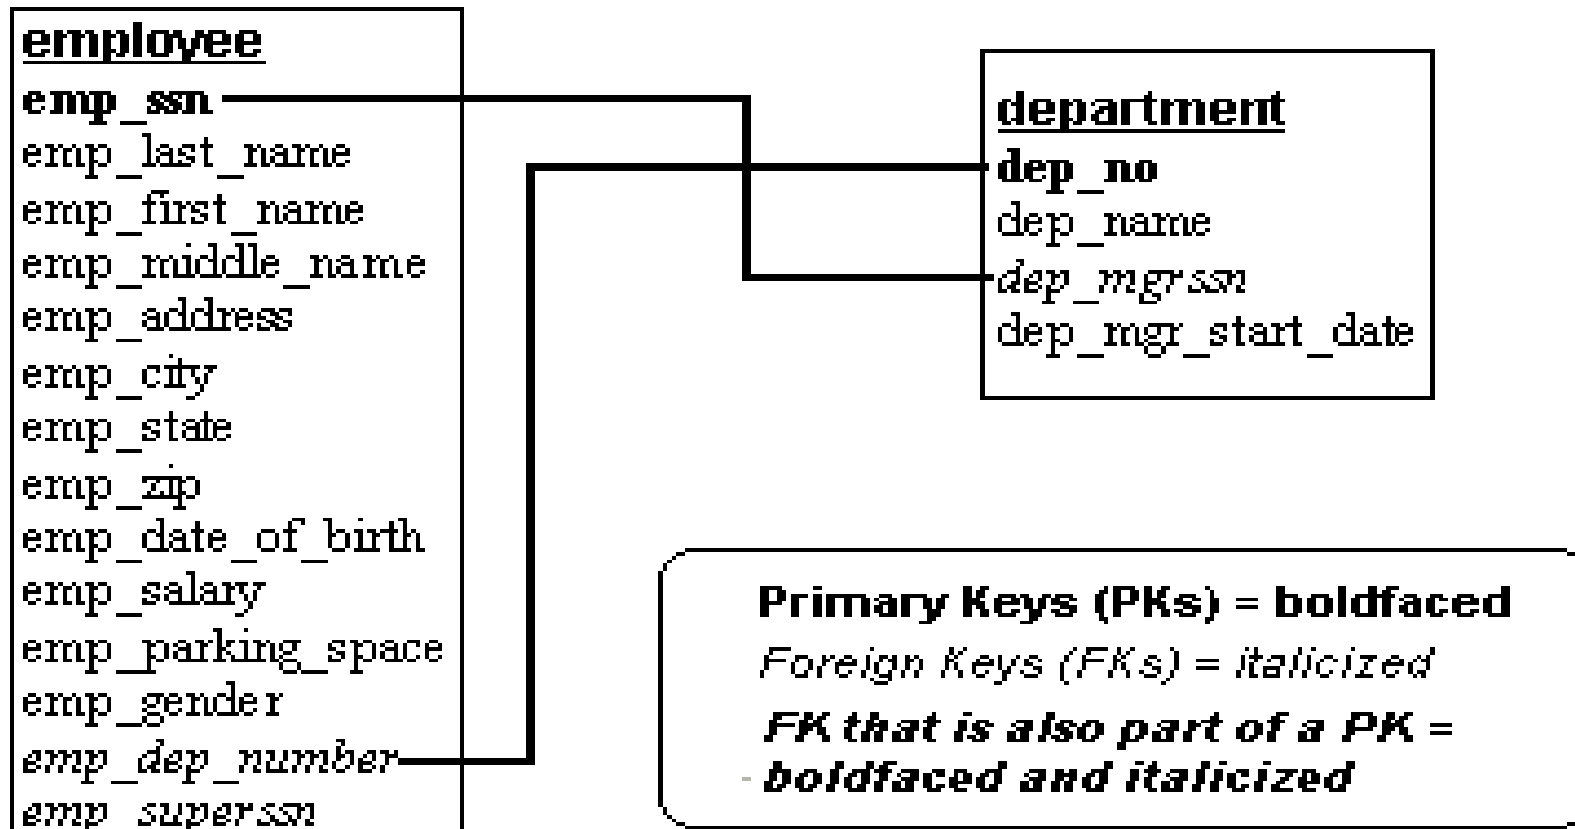 employee
emp_ssn
emp_last_name
emp_first_name
emp_middle_name
emp_address
emp_city
emp_state
emp_zip
emp_date_of_birth
emp_salary
emp_parking_space
emp_gender
emp_dep_number
emp_superssn
department
dep_no
dep_name
dep_mgrssn
dep_mgr_start_date
Primary Keys (PKs) = boldfaced
Foreign Keys (FKs) = italicized
FK that is also part of a PK =
boldfaced and italicized